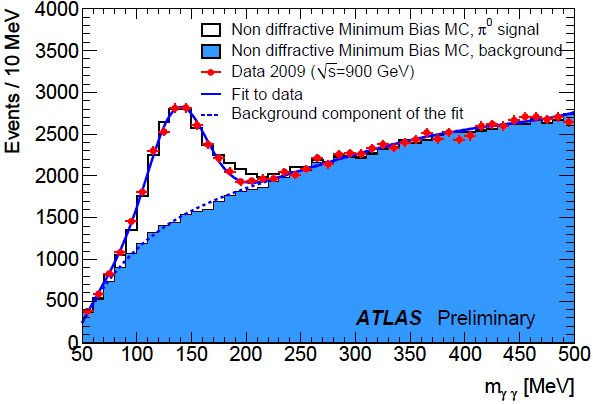 Events / 10 MeV
4000
3500
3000
2500
2000
1500
1000
500
0
Non diffractive Minimum Bias MC, π⁰ signal
Non diffractive Minimum Bias MC, background
Data 2009 (√s=900 GeV)
Fit to data
Background component of the fit
ATLAS Preliminary
50 100 150 200 250 300 350 400 450 500
mγγ [MeV]